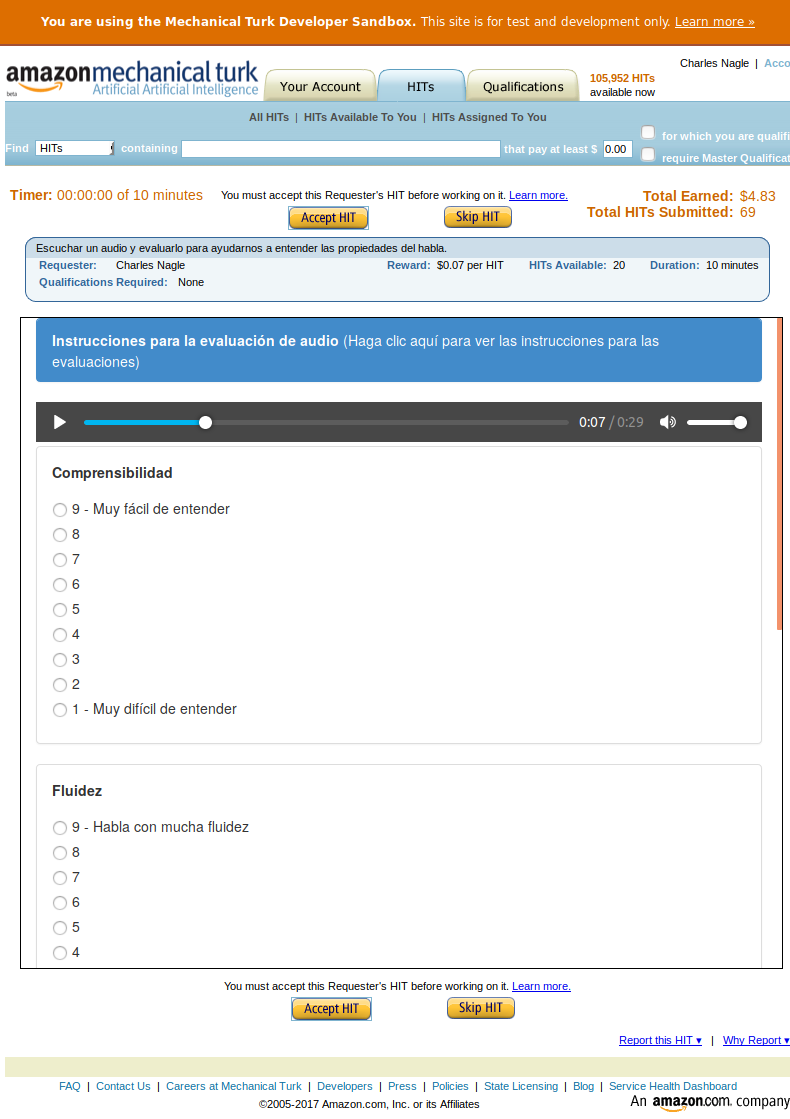 You are using the Mechanical Turk Developer Sandbox. This site is for test and development only. Learn more »
Charles Nagle | Acco
amazonmechanical turk
beta
Artificial Artificial Intelligence
Your Account
HITs
Qualifications
105,952 HITs
available now
All HITs | HITs Available To You | HITs Assigned To You
Find HITs containing that pay at least $ 0.00
for which you are qualifi
require Master Qualificat
Timer: 00:00:00 of 10 minutes
You must accept this Requester's HIT before working on it. Learn more.
Accept HIT
Skip HIT
Total Earned: $4.83
Total HITs Submitted: 69
Escuchar un audio y evaluarlo para ayudarnos a entender las propiedades del habla.
Requester: Charles Nagle Reward: $0.07 per HIT HITs Available: 20 Duration: 10 minutes
Qualifications Required: None
Instrucciones para la evaluación de audio (Haga clic aquí para ver las instrucciones para las
evaluaciones)
0:07 / 0:29
Comprensibilidad
9 - Muy fácil de entender
8
7
6
5
4
3
2
1 - Muy difícil de entender
Fluidez
9 - Habla con mucha fluidez
8
7
6
5
4
You must accept this Requester's HIT before working on it. Learn more.
Accept HIT
Skip HIT
Report this HIT ▾ | Why Report ▾
FAQ | Contact Us | Careers at Mechanical Turk | Developers | Press | Policies | State Licensing | Blog | Service Health Dashboard
©2005-2017 Amazon.com, Inc. or its Affiliates
An amazon.com. company